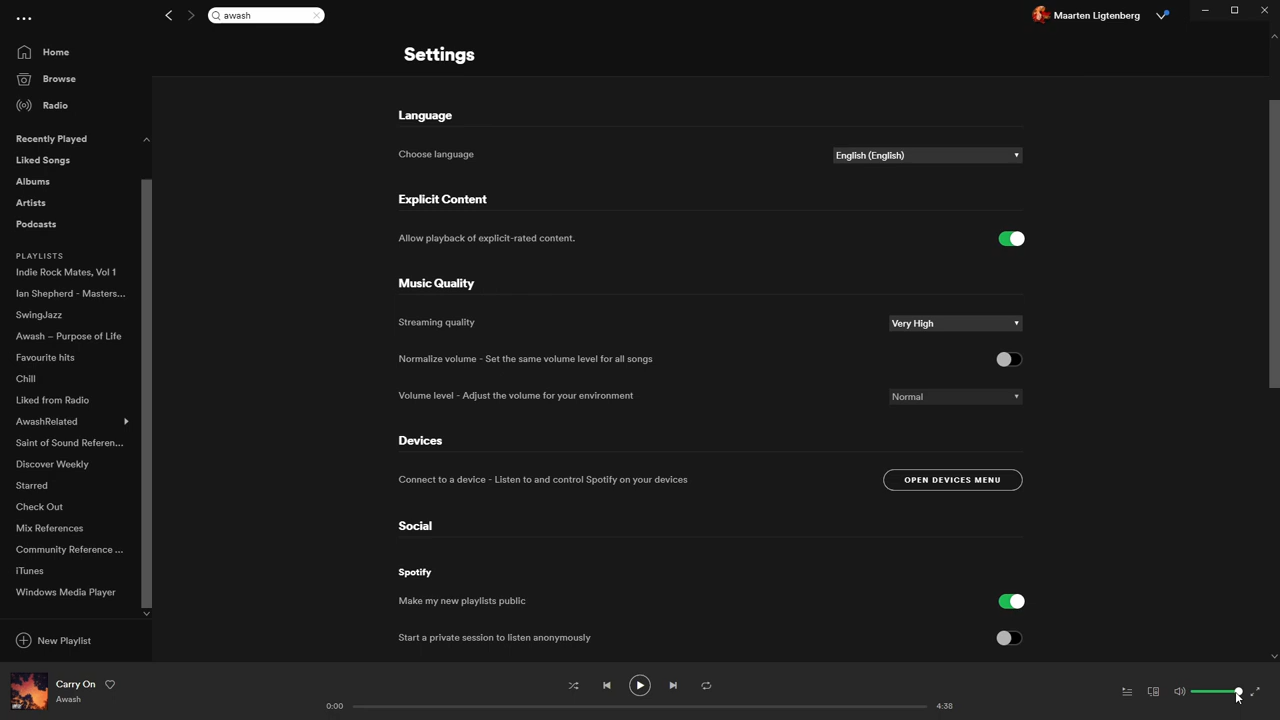 awash
Maarten Ligtenberg
Home
Browse
Radio
Recently Played
Liked Songs
Albums
Artists
Podcasts
PLAYLISTS
Indie Rock Mates, Vol 1
Ian Shepherd - Masters...
SwingJazz
Awash – Purpose of Life
Favourite hits
Chill
Liked from Radio
AwashRelated
Saint of Sound Referen...
Discover Weekly
Starred
Check Out
Mix References
Community Reference ...
iTunes
Windows Media Player
New Playlist
Settings
Language
Choose language English (English)
Explicit Content
Allow playback of explicit-rated content.
Music Quality
Streaming quality Very High
Normalize volume - Set the same volume level for all songs
Volume level - Adjust the volume for your environment Normal
Devices
Connect to a device - Listen to and control Spotify on your devices OPEN DEVICES MENU
Social
Spotify
Make my new playlists public
Start a private session to listen anonymously
Carry On
Awash
0:00 4:38